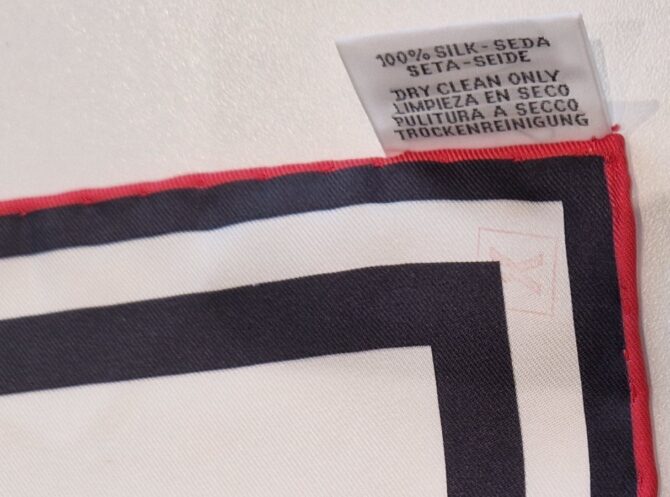 100% SILK-SEDA
SETA-SEIDE
DRY CLEAN ONLY
LIMPIEZA EN SECO
PULITURA A SECCO
TROCKENREINIGUNG
X